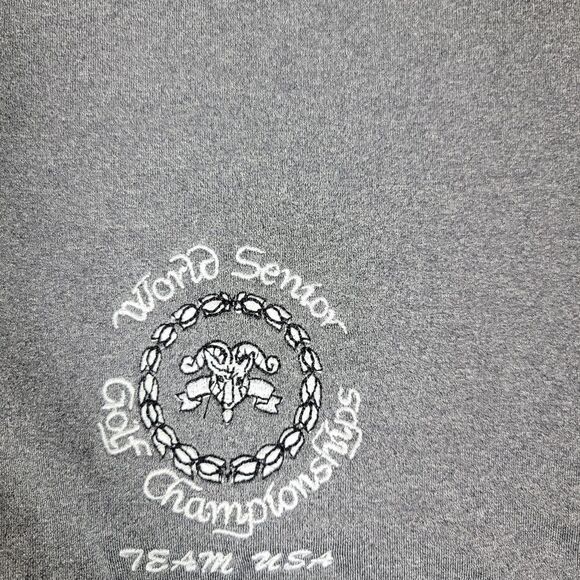 World Senior
Golf Championships
TEAM USA